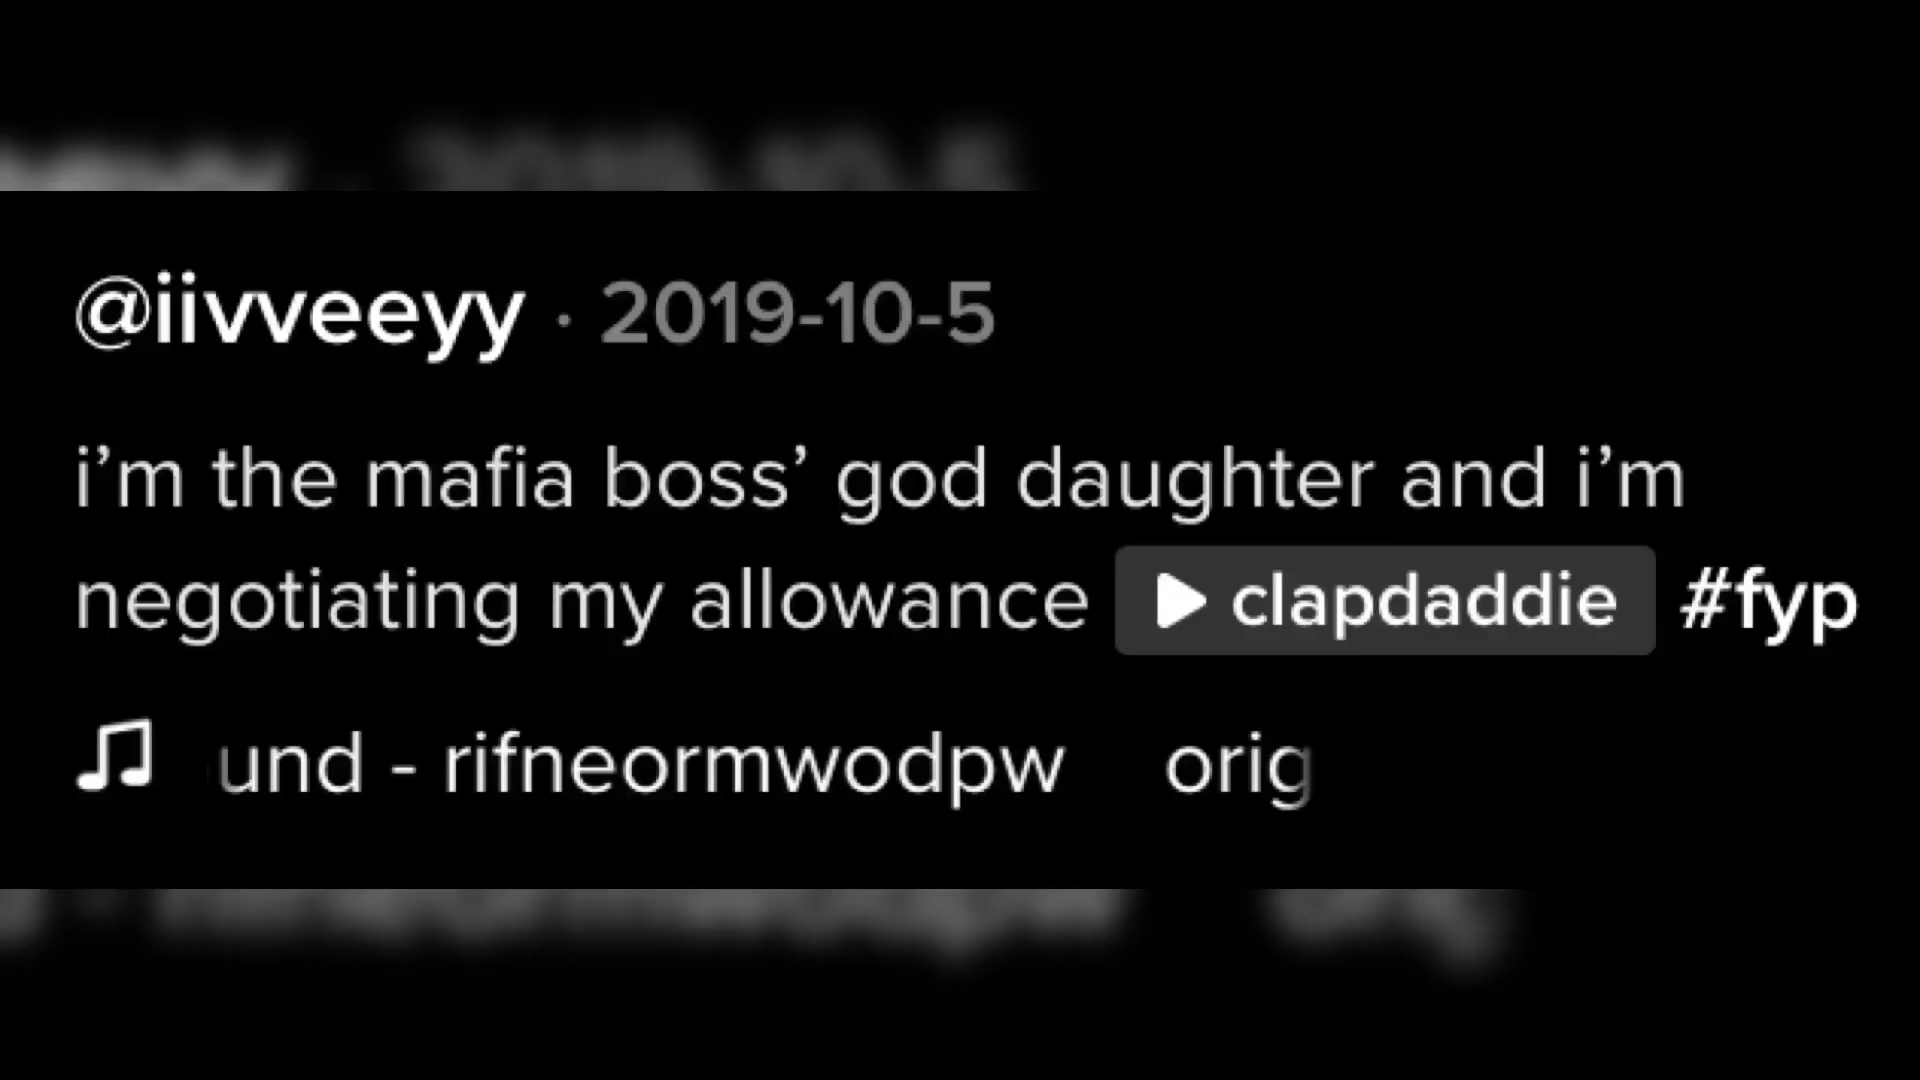 @iivveeyy · 2019-10-5
i’m the mafia boss’ god daughter and i’m
negotiating my allowance clapdaddie #fyp
und - rifneormwodpw orig